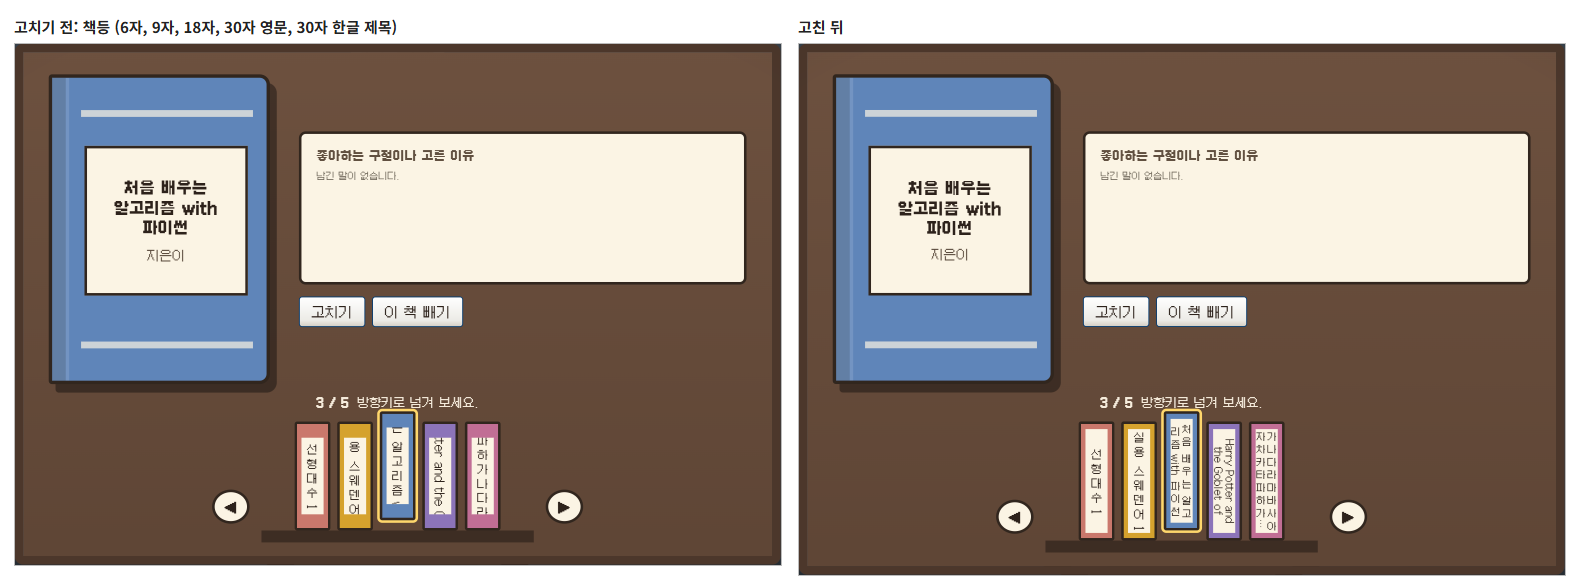 고치기 전: 책등 (6자, 9자, 18자, 30자 영문, 30자 한글 제목)
처음 배우는
알고리즘 with
파이썬
지은이
좋아하는 구절이나 고른 이유
남긴 말이 없습니다.
고치기
이 책 빼기
3 / 5 방향키로 넘겨 보세요.
선형대수 1
용 스웨덴어
알고리즘
ter and the
파하가나다라
◀
▶
고친 뒤
처음 배우는
알고리즘 with
파이썬
지은이
좋아하는 구절이나 고른 이유
남긴 말이 없습니다.
고치기
이 책 빼기
3 / 5 방향키로 넘겨 보세요.
선형대수 1
실용 스웨덴어 1
처음 배우는 알고
리즘 with 파이썬
Harry Potter and
the Goblet of
가나다라마바사아
자차카타파하가…
◀
▶